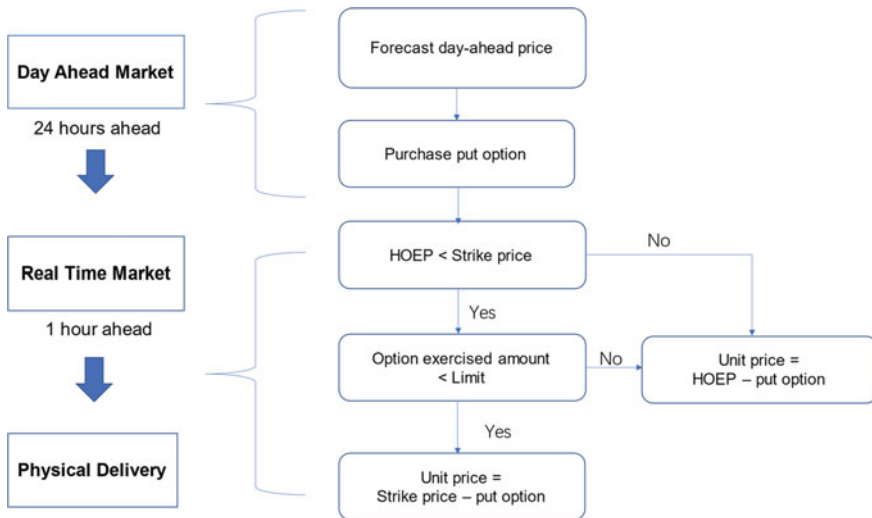 Day Ahead Market
24 hours ahead
Real Time Market
1 hour ahead
Physical Delivery
Forecast day-ahead price
Purchase put option
HOEP < Strike price
No
Yes
Option exercised amount
< Limit
No
Unit price =
HOEP – put option
Yes
Unit price =
Strike price – put option